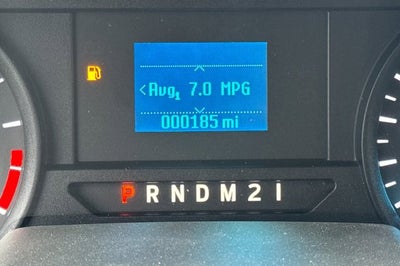 <Avg1 7.0 MPG
000185 mi
P R N D M 2 1